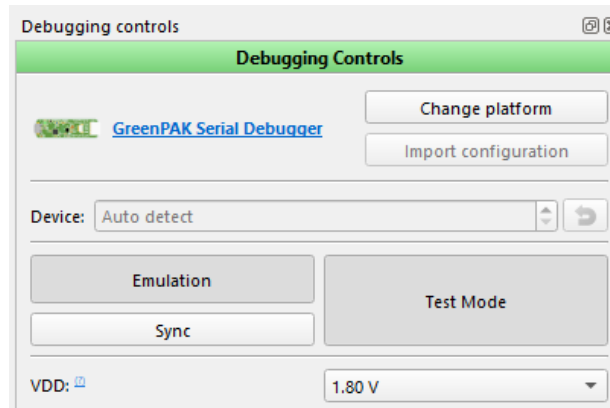 Debugging controls
Debugging Controls
GreenPAK Serial Debugger
Change platform
Import configuration
Device: Auto detect
Emulation
Test Mode
Sync
VDD: 1.80 V